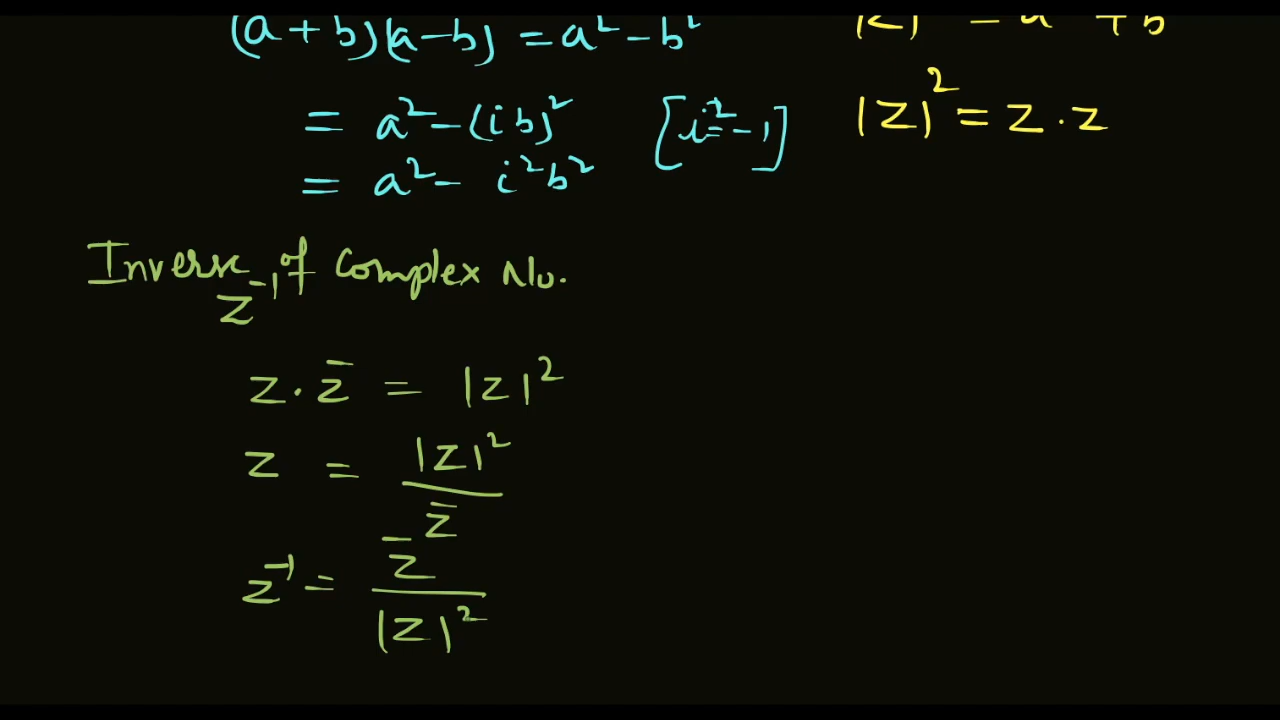 (a+b)(a-b) = a² - b²
|z|² = a² + b²
= a² - (ib)² [i² = -1]
|z|² = z · z
= a² - i²b²
Inverse of Complex No.
z⁻¹
z · z̄ = |z|²
z = |z|² / z̄
z⁻¹ = z̄ / |z|²